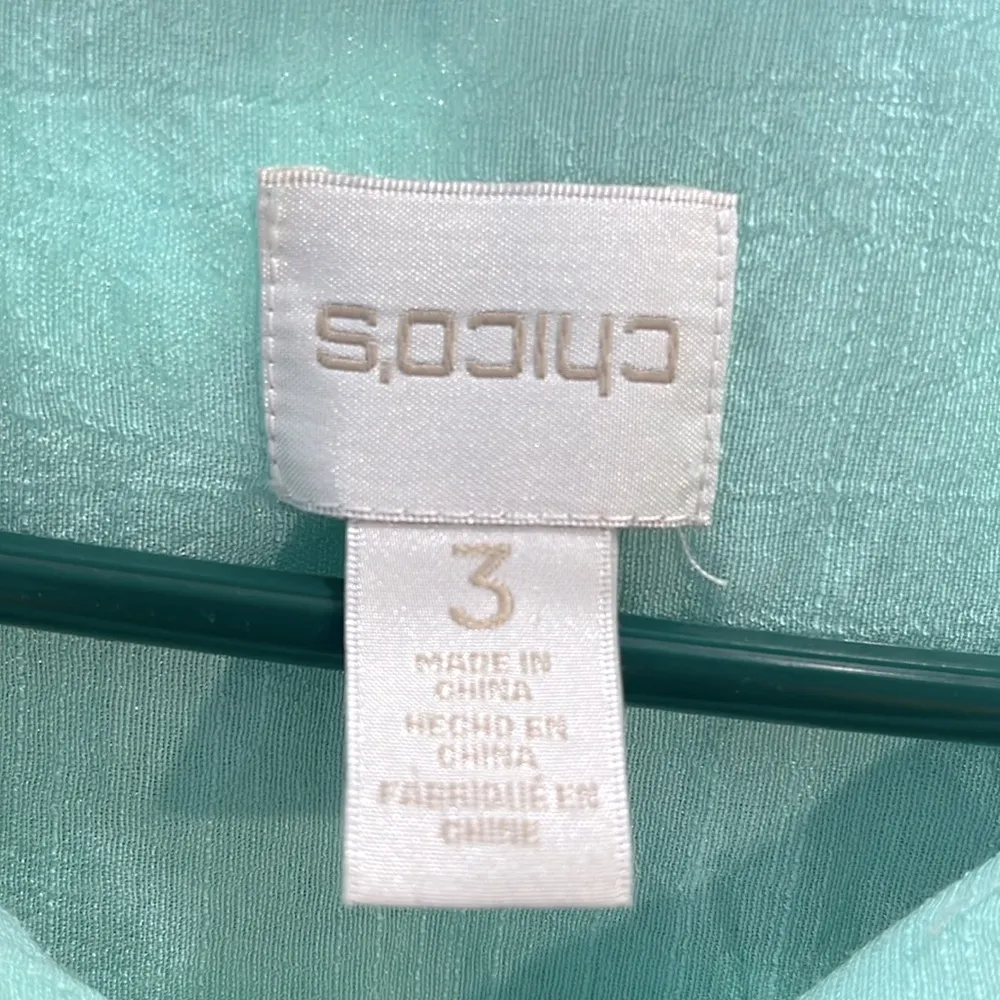 chico's
3
MADE IN
CHINA
HECHO EN
CHINA
FABRIQUÉ EN
CHINE